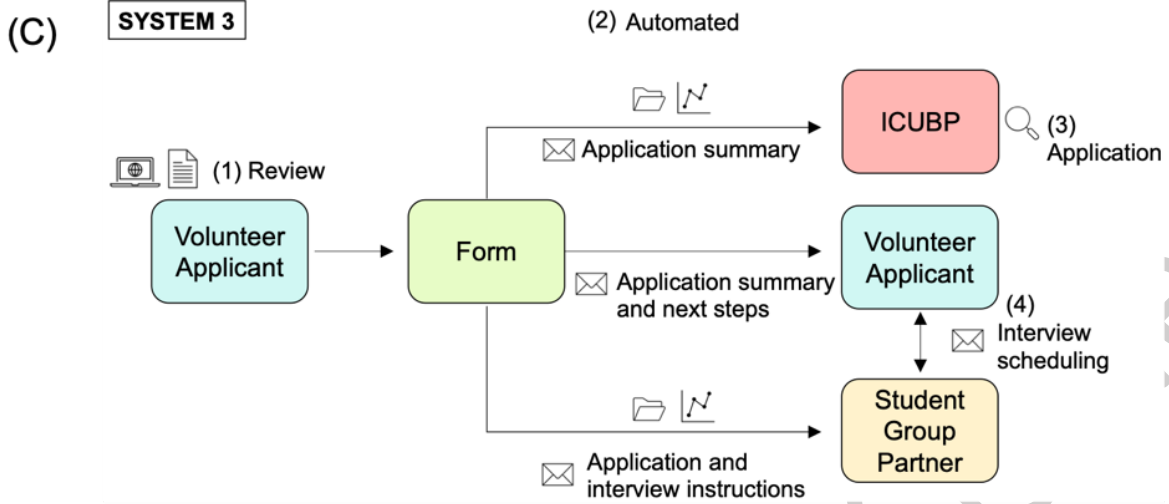 (C)
SYSTEM 3
(2) Automated
ICUBP
(3)
Application
Application summary
(1) Review
Volunteer
Applicant
Form
Volunteer
Applicant
Application summary
and next steps
(4)
Interview
scheduling
Student
Group
Partner
Application and
interview instructions